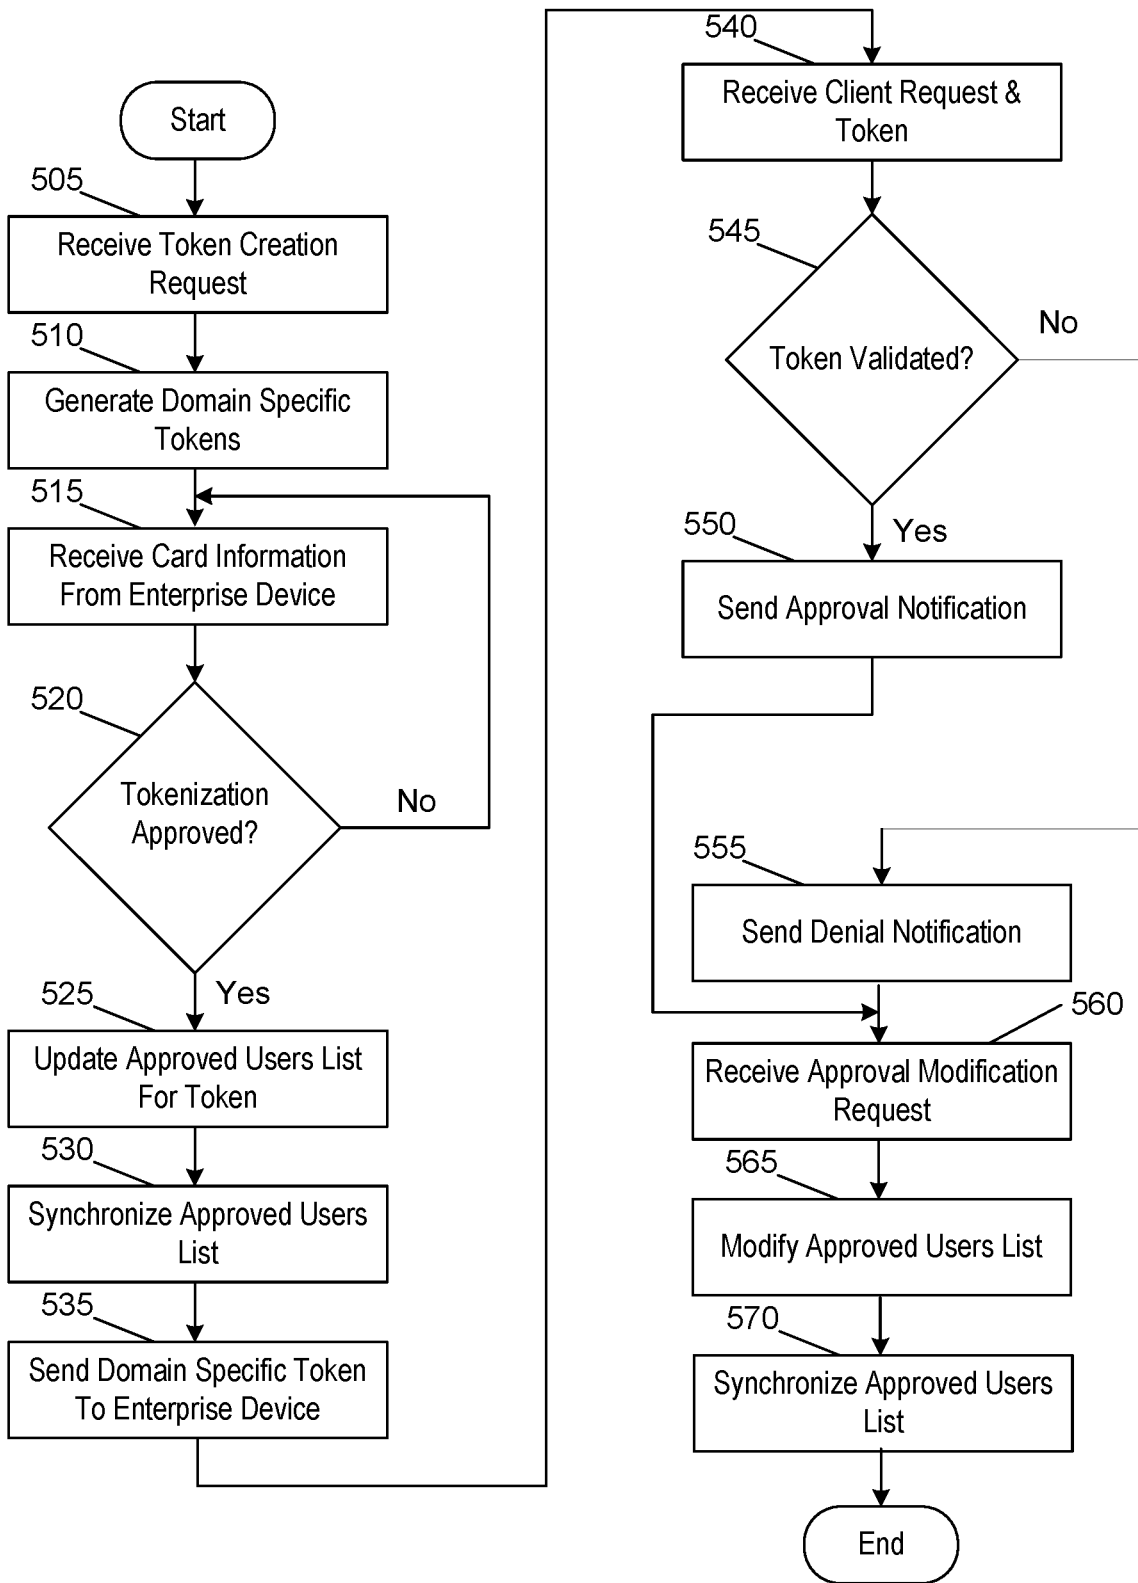 Start
505
Receive Token Creation
Request
510
Generate Domain Specific
Tokens
515
Receive Card Information
From Enterprise Device
520
Tokenization
Approved?
No
Yes
525
Update Approved Users List
For Token
530
Synchronize Approved Users
List
535
Send Domain Specific Token
To Enterprise Device
540
Receive Client Request &
Token
545
Token Validated?
No
Yes
550
Send Approval Notification
555
Send Denial Notification
560
Receive Approval Modification
Request
565
Modify Approved Users List
570
Synchronize Approved Users
List
End